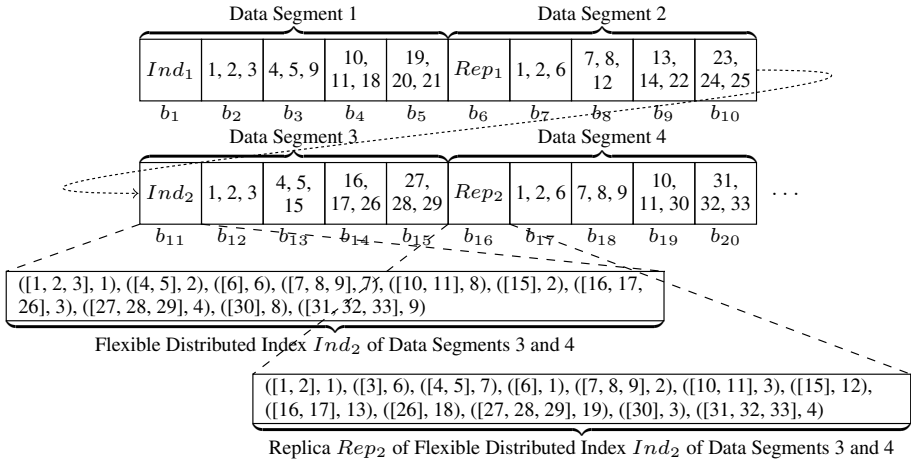 Data Segment 1 Data Segment 2
Ind1 1, 2, 3 4, 5, 9 10, 11, 18 19, 20, 21 Rep1 1, 2, 6 7, 8, 12 13, 14, 22 23, 24, 25
b1 b2 b3 b4 b5 b6 b7 b8 b9 b10
Data Segment 3 Data Segment 4
Ind2 1, 2, 3 4, 5, 15 16, 17, 26 27, 28, 29 Rep2 1, 2, 6 7, 8, 9 10, 11, 30 31, 32, 33 ...
b11 b12 b13 b14 b15 b16 b17 b18 b19 b20
([1, 2, 3], 1), ([4, 5], 2), ([6], 6), ([7, 8, 9], 7), ([10, 11], 8), ([15], 2), ([16, 17,
26], 3), ([27, 28, 29], 4), ([30], 8), ([31, 32, 33], 9)
Flexible Distributed Index Ind2 of Data Segments 3 and 4
([1, 2], 1), ([3], 6), ([4, 5], 7), ([6], 1), ([7, 8, 9], 2), ([10, 11], 3), ([15], 12),
([16, 17], 13), ([26], 18), ([27, 28, 29], 19), ([30], 3), ([31, 32, 33], 4)
Replica Rep2 of Flexible Distributed Index Ind2 of Data Segments 3 and 4